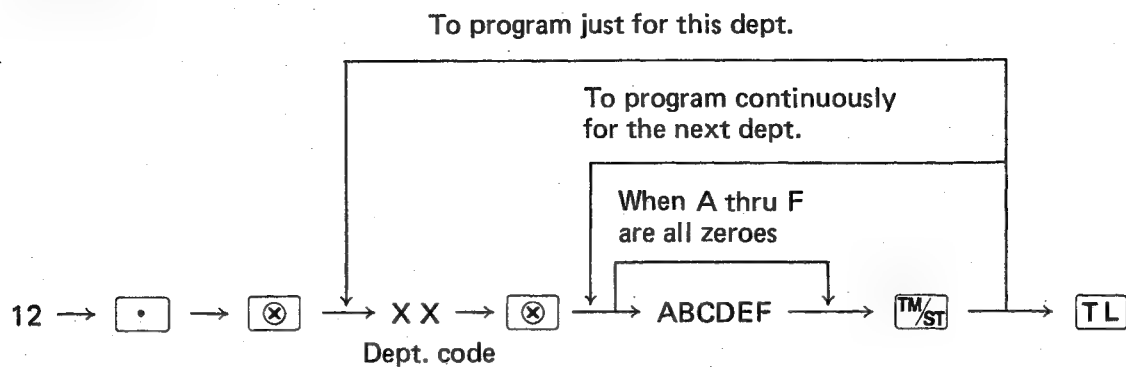 To program just for this dept.
To program continuously
for the next dept.
When A thru F
are all zeroes
12 → · → ⊗ → X X → ⊗ → ABCDEF → TM/ST → TL
Dept. code